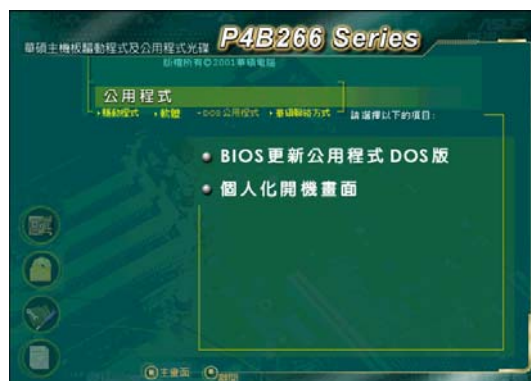 華碩主機板驅動程式及公用程式光碟 P4B266 Series
版權所有©2001華碩電腦
公用程式
驅動程式 軟體 DOS公用程式 華碩聯絡方式 請選擇以下的項目:
BIOS更新公用程式 DOS版
個人化開機畫面
主畫面